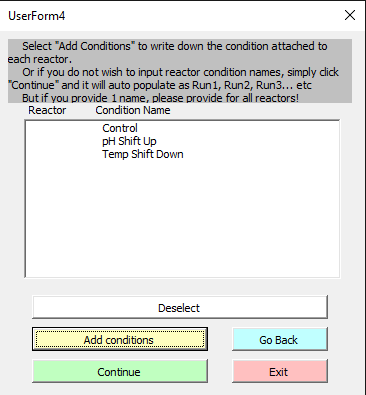 UserForm4
Select "Add Conditions" to write down the condition attached to
each reactor.
Or if you do not wish to input reactor condition names, simply click
"Continue" and it will auto populate as Run1, Run2, Run3... etc
But if you provide 1 name, please provide for all reactors!
Reactor Condition Name
Control
pH Shift Up
Temp Shift Down
Deselect
Add conditions Go Back
Continue Exit